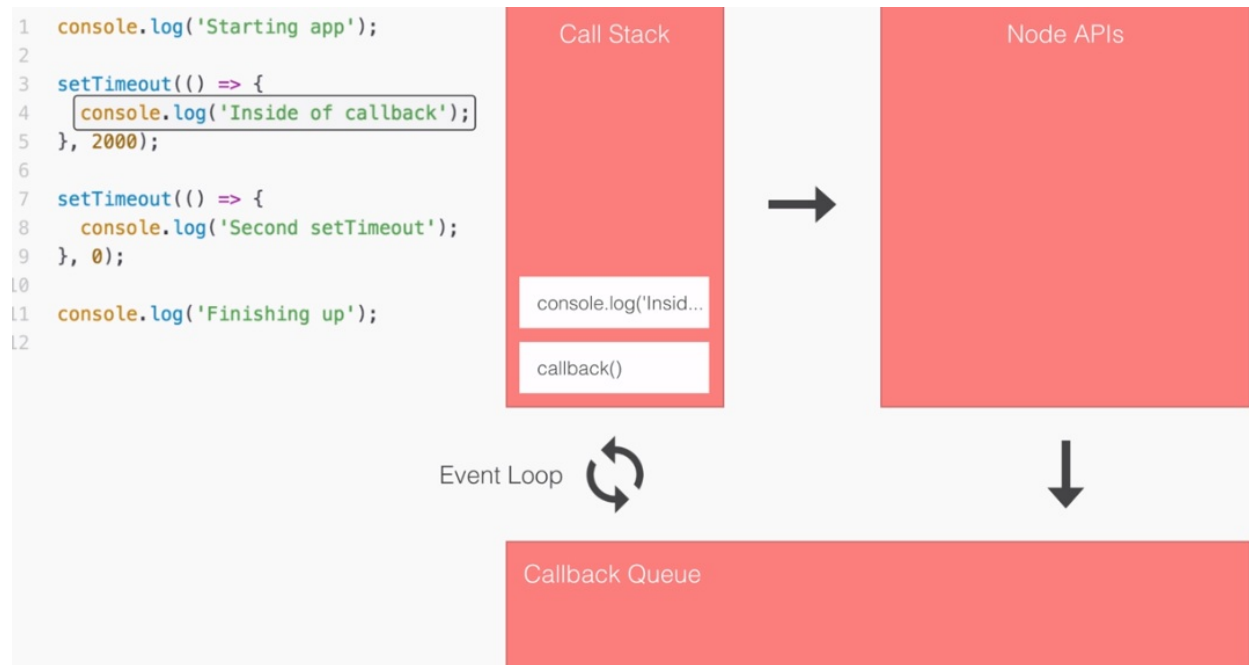 1 console.log('Starting app');
2
3 setTimeout(() => {
4 console.log('Inside of callback');
5 }, 2000);
6
7 setTimeout(() => {
8 console.log('Second setTimeout');
9 }, 0);
10
11 console.log('Finishing up');
12
Call Stack
console.log('Insid...
callback()
Node APIs
Event Loop
Callback Queue